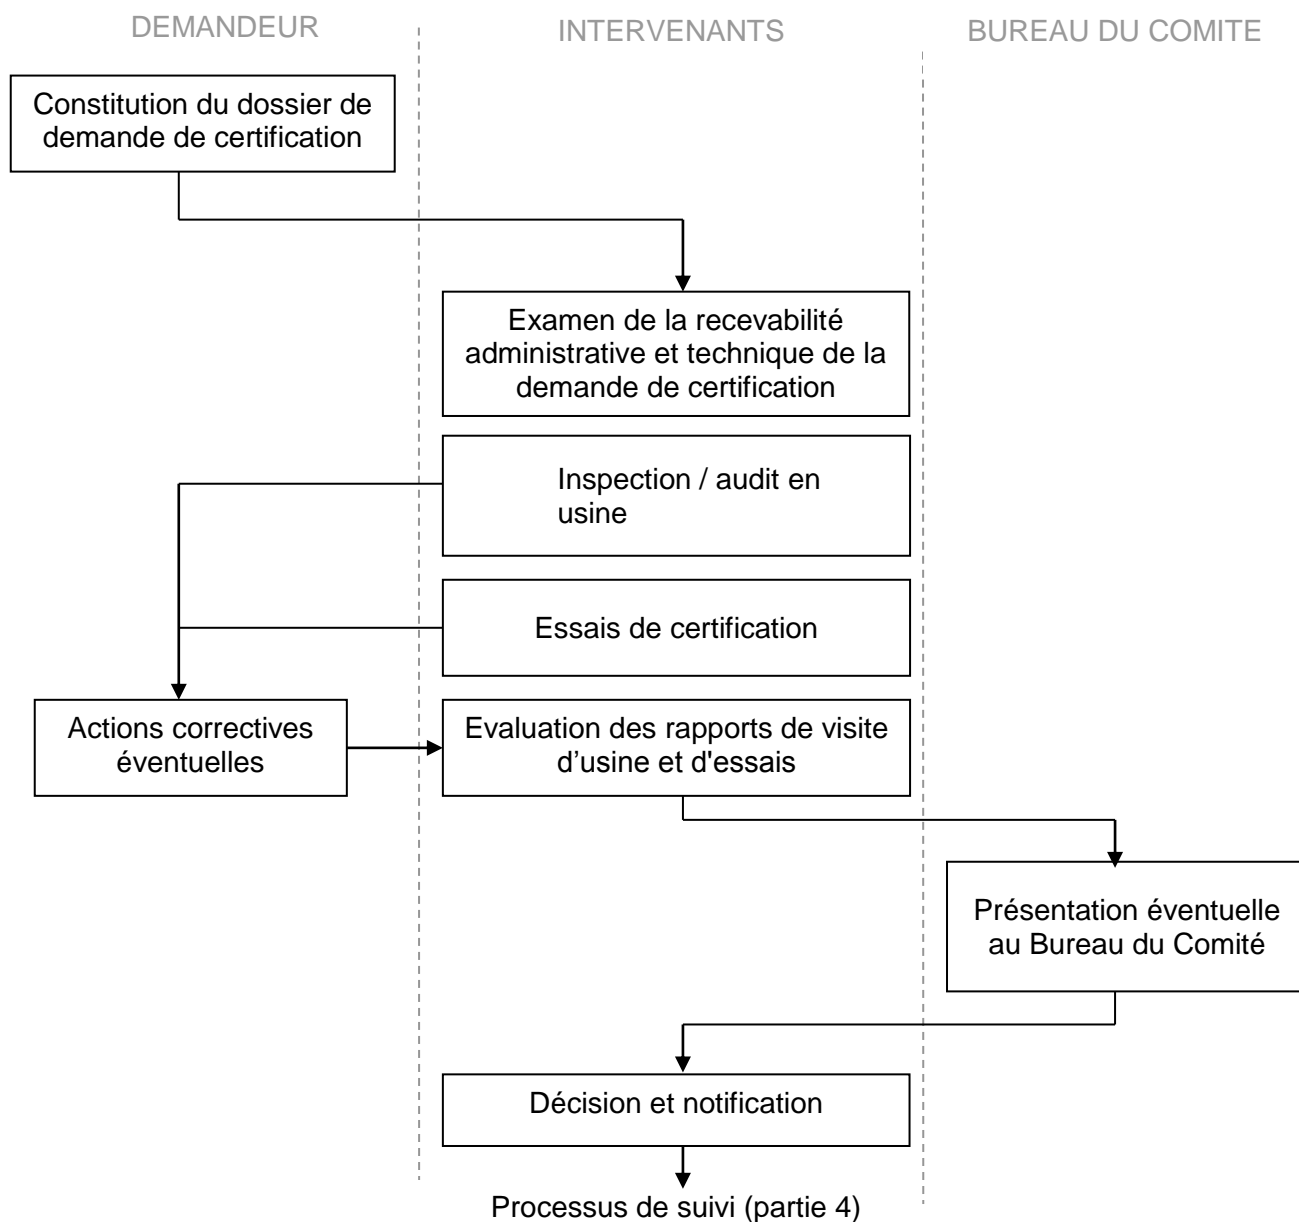 DEMANDEUR
INTERVENANTS
BUREAU DU COMITE
Constitution du dossier de
demande de certification
Examen de la recevabilité
administrative et technique de la
demande de certification
Inspection / audit en
usine
Essais de certification
Actions correctives
éventuelles
Evaluation des rapports de visite
d’usine et d'essais
Présentation éventuelle
au Bureau du Comité
Décision et notification
Processus de suivi (partie 4)